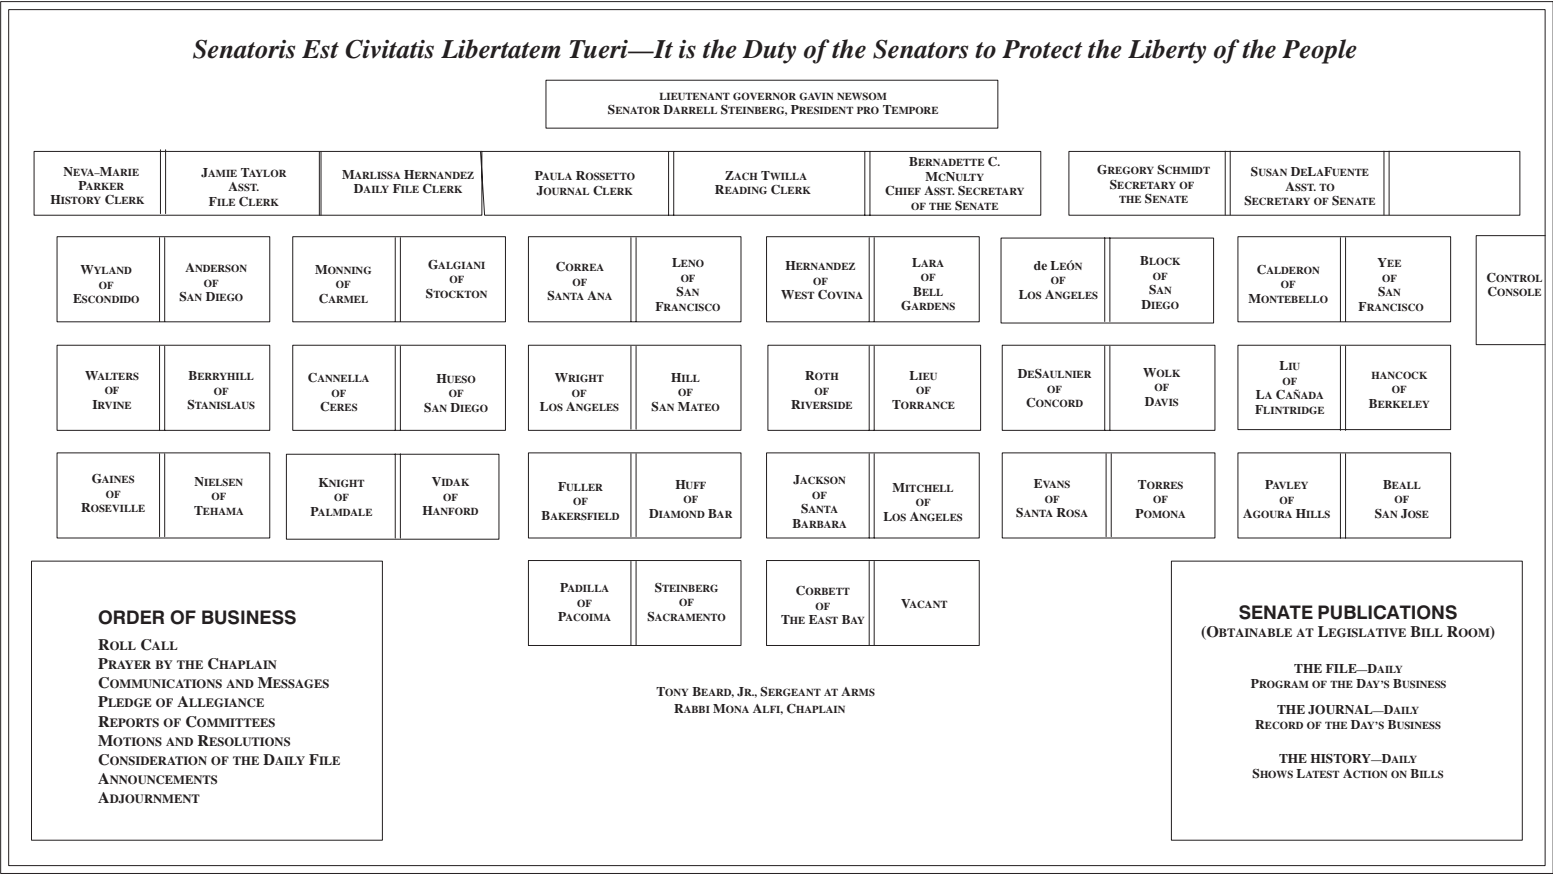 Senatoris Est Civitatis Libertatem Tueri—It is the Duty of the Senators to Protect the Liberty of the People
LIEUTENANT GOVERNOR GAVIN NEWSOM
SENATOR DARRELL STEINBERG, PRESIDENT PRO TEMPORE
NEVA–MARIE
PARKER
HISTORY CLERK
JAMIE TAYLOR
ASST.
FILE CLERK
MARLISSA HERNANDEZ
DAILY FILE CLERK
PAULA ROSSETTO
JOURNAL CLERK
ZACH TWILLA
READING CLERK
BERNADETTE C.
MCNULTY
CHIEF ASST. SECRETARY
OF THE SENATE
GREGORY SCHMIDT
SECRETARY OF
THE SENATE
SUSAN DELAFUENTE
ASST. TO
SECRETARY OF SENATE
WYLAND
OF
ESCONDIDO
ANDERSON
OF
SAN DIEGO
MONNING
OF
CARMEL
GALGIANI
OF
STOCKTON
CORREA
OF
SANTA ANA
LENO
OF
SAN
FRANCISCO
HERNANDEZ
OF
WEST COVINA
LARA
OF
BELL
GARDENS
de LEÓN
OF
LOS ANGELES
BLOCK
OF
SAN
DIEGO
CALDERON
OF
MONTEBELLO
YEE
OF
SAN
FRANCISCO
CONTROL
CONSOLE
WALTERS
OF
IRVINE
BERRYHILL
OF
STANISLAUS
CANNELLA
OF
CERES
HUESO
OF
SAN DIEGO
WRIGHT
OF
LOS ANGELES
HILL
OF
SAN MATEO
ROTH
OF
RIVERSIDE
LIEU
OF
TORRANCE
DESAULNIER
OF
CONCORD
WOLK
OF
DAVIS
LIU
OF
LA CAÑADA
FLINTRIDGE
HANCOCK
OF
BERKELEY
GAINES
OF
ROSEVILLE
NIELSEN
OF
TEHAMA
KNIGHT
OF
PALMDALE
VIDAK
OF
HANFORD
FULLER
OF
BAKERSFIELD
HUFF
OF
DIAMOND BAR
JACKSON
OF
SANTA
BARBARA
MITCHELL
OF
LOS ANGELES
EVANS
OF
SANTA ROSA
TORRES
OF
POMONA
PAVLEY
OF
AGOURA HILLS
BEALL
OF
SAN JOSE
PADILLA
OF
PACOIMA
STEINBERG
OF
SACRAMENTO
CORBETT
OF
THE EAST BAY
VACANT
ORDER OF BUSINESS
ROLL CALL
PRAYER BY THE CHAPLAIN
COMMUNICATIONS AND MESSAGES
PLEDGE OF ALLEGIANCE
REPORTS OF COMMITTEES
MOTIONS AND RESOLUTIONS
CONSIDERATION OF THE DAILY FILE
ANNOUNCEMENTS
ADJOURNMENT
TONY BEARD, JR., SERGEANT AT ARMS
RABBI MONA ALFI, CHAPLAIN
SENATE PUBLICATIONS
(OBTAINABLE AT LEGISLATIVE BILL ROOM)
THE FILE—DAILY
PROGRAM OF THE DAY'S BUSINESS
THE JOURNAL—DAILY
RECORD OF THE DAY'S BUSINESS
THE HISTORY—DAILY
SHOWS LATEST ACTION ON BILLS